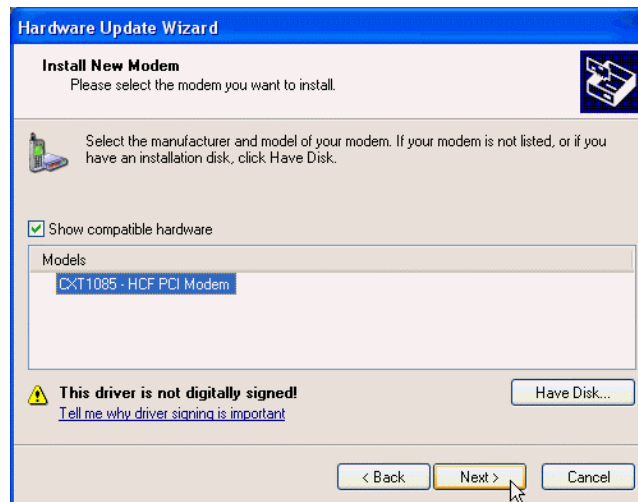 Hardware Update Wizard
Install New Modem
Please select the modem you want to install.
Select the manufacturer and model of your modem. If your modem is not listed, or if you
have an installation disk, click Have Disk.
Show compatible hardware
Models
CXT1085 - HCF PCI Modem
This driver is not digitally signed!
Tell me why driver signing is important
Have Disk...
< Back
Next >
Cancel